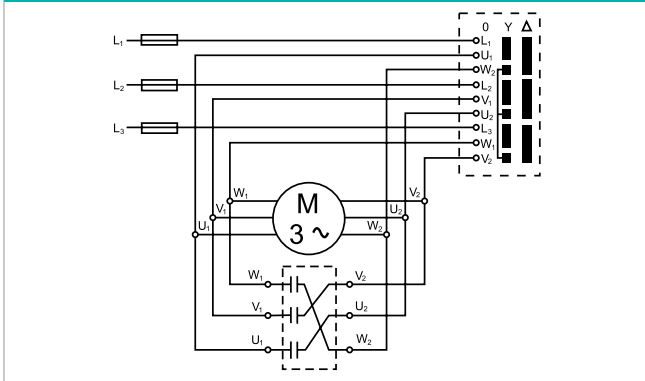 0 Y Δ
L₁ L₁
U₁
W₂
L₂ L₂
V₁
U₂
L₃ L₃
W₁
V₂
W₁ V₂
V₁ M U₂
U₁ 3 ~ W₂
W₁ V₂
V₁ U₂
U₁ W₂